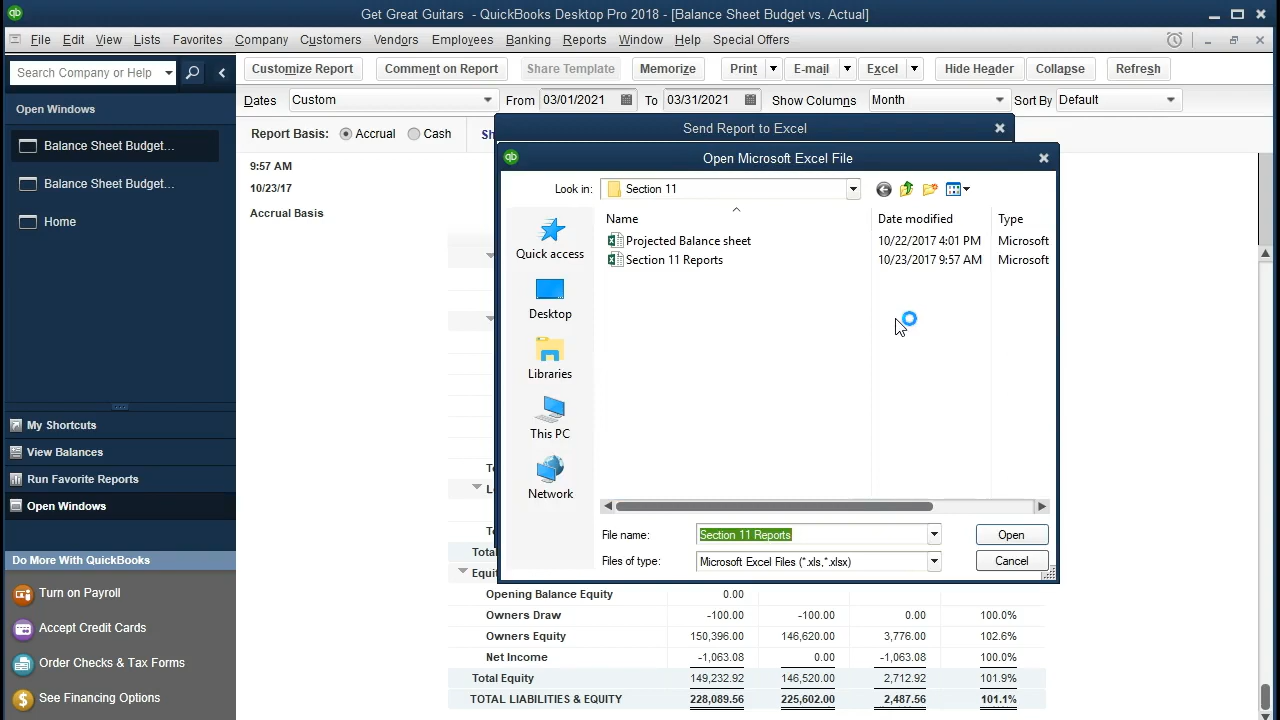 Get Great Guitars - QuickBooks Desktop Pro 2018 - [Balance Sheet Budget vs. Actual]
File Edit View Lists Favorites Company Customers Vendors Employees Banking Reports Window Help Special Offers
Search Company or Help
Customize Report Comment on Report Share Template Memorize Print E-mail Excel Hide Header Collapse Refresh
Open Windows
Dates Custom From 03/01/2021 To 03/31/2021 Show Columns Month Sort By Default
Balance Sheet Budget...
Balance Sheet Budget...
Home
Report Basis: Accrual Cash Sh
9:57 AM
10/23/17
Accrual Basis
Send Report to Excel
Open Microsoft Excel File
Look in: Section 11
Name Date modified Type
Projected Balance sheet 10/22/2017 4:01 PM Microsoft
Section 11 Reports 10/23/2017 9:57 AM Microsoft
Quick access
Desktop
Libraries
This PC
Network
File name: Section 11 Reports Open
Files of type: Microsoft Excel Files (*.xls,*.xlsx) Cancel
My Shortcuts
View Balances
Run Favorite Reports
Open Windows
Do More With QuickBooks
Turn on Payroll
Accept Credit Cards
Order Checks & Tax Forms
See Financing Options
To
L
To
Total
Equi
Opening Balance Equity 0.00
Owners Draw -100.00 -100.00 0.00 100.0%
Owners Equity 150,396.00 146,620.00 3,776.00 102.6%
Net Income -1,063.08 0.00 -1,063.08 100.0%
Total Equity 149,232.92 146,520.00 2,712.92 101.9%
TOTAL LIABILITIES & EQUITY 228,089.56 225,602.00 2,487.56 101.1%